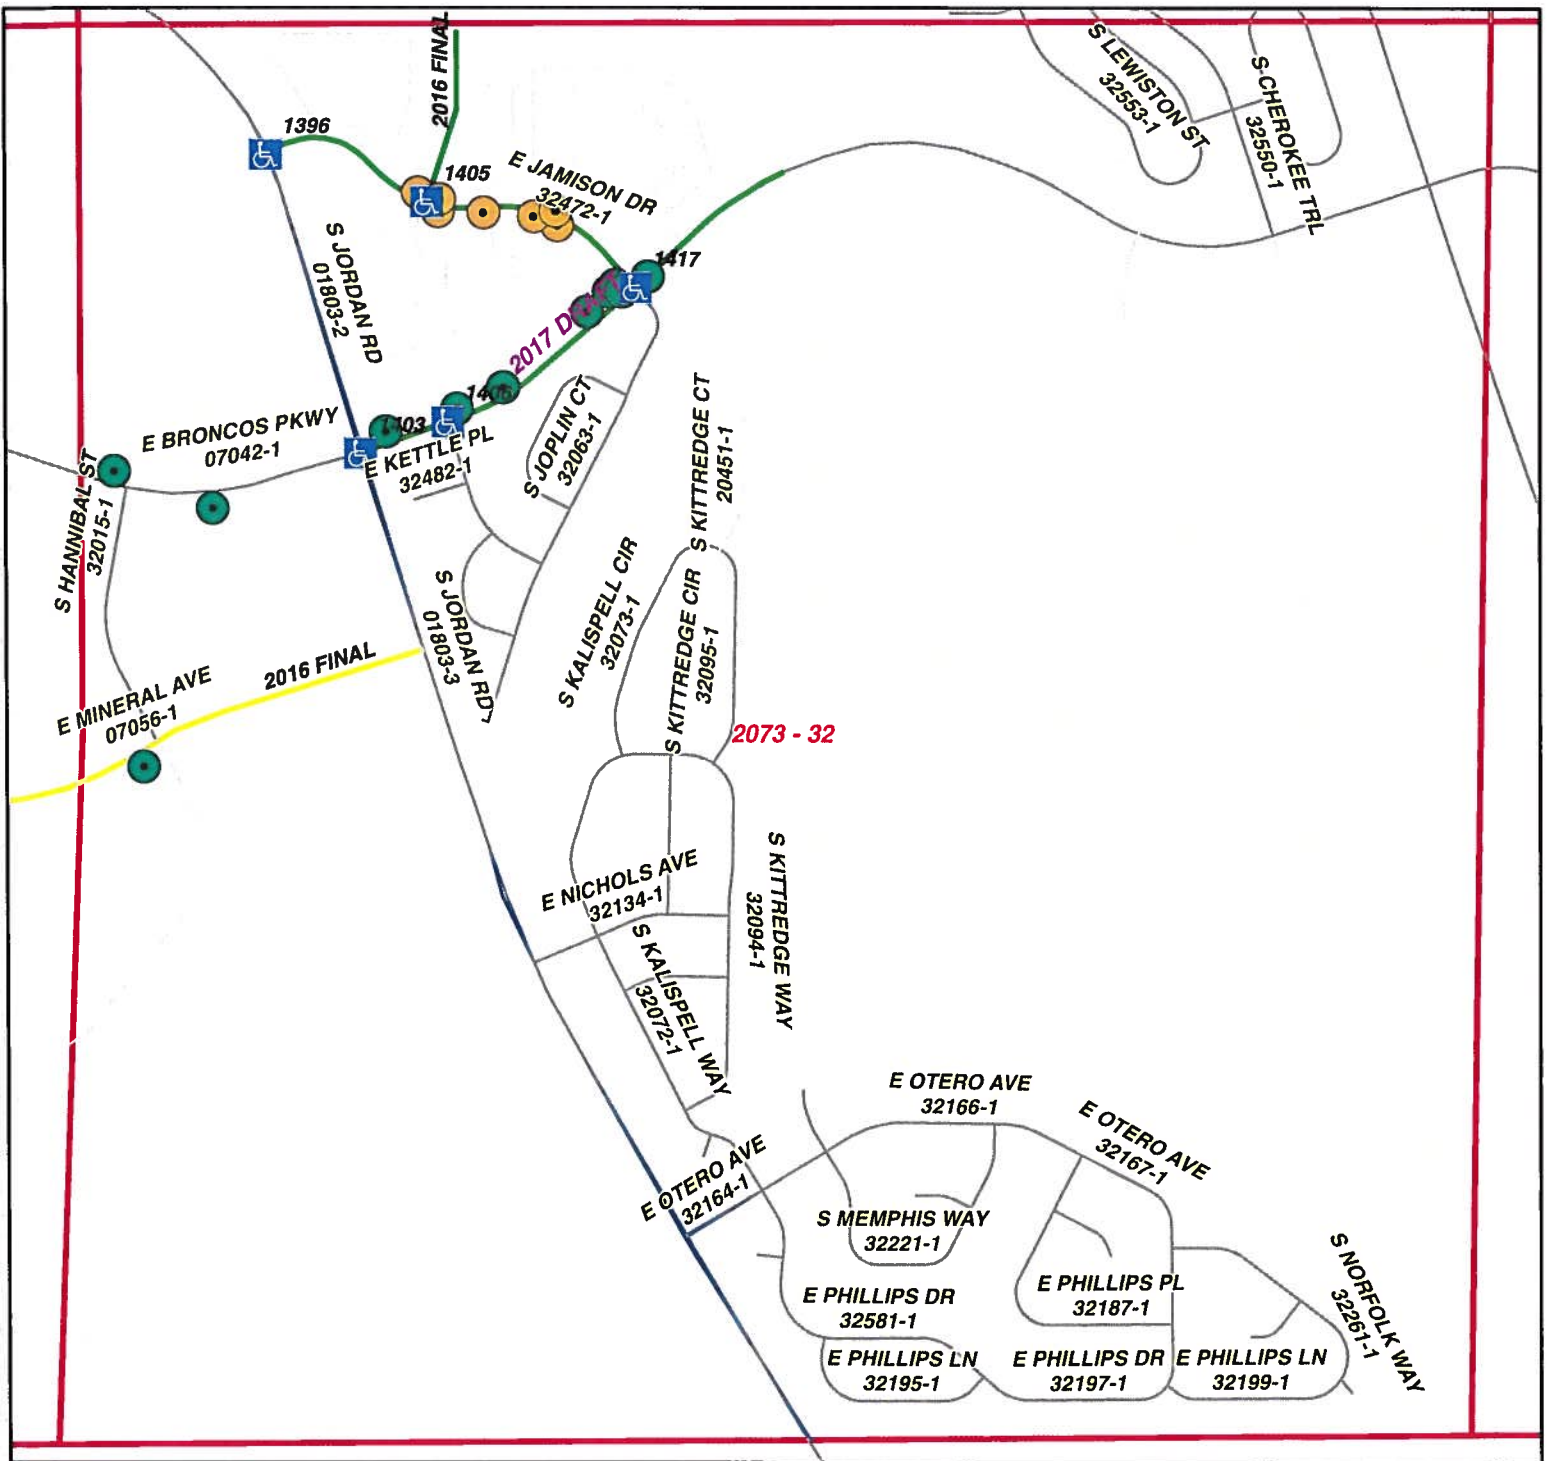 2016 FINAL
S LEWISTON ST
32553-1
S CHEROKEE TRL
32550-1
1396
1405
E JAMISON DR
32472-1
S JORDAN RD
01803-2
1417
2017 DRAFT
1403
E BRONCOS PKWY
07042-1
E KETTLE PL
32482-1
S JOPLIN CT
32063-1
S KITTREDGE CT
20451-1
S HANNIBAL ST
32015-1
S JORDAN RD
01803-3
S KALISPELL CIR
32073-1
S KITTREDGE CIR
32095-1
E MINERAL AVE
07056-1
2016 FINAL
2073 - 32
E NICHOLS AVE
32134-1
S KITTREDGE WAY
32094-1
S KALISPELL WAY
32072-1
E OTERO AVE
32166-1
E OTERO AVE
32167-1
E OTERO AVE
32164-1
S MEMPHIS WAY
32221-1
E PHILLIPS DR
32581-1
E PHILLIPS PL
32187-1
S NORFOLK WAY
32261-1
E PHILLIPS LN
32195-1
E PHILLIPS DR
32197-1
E PHILLIPS LN
32199-1